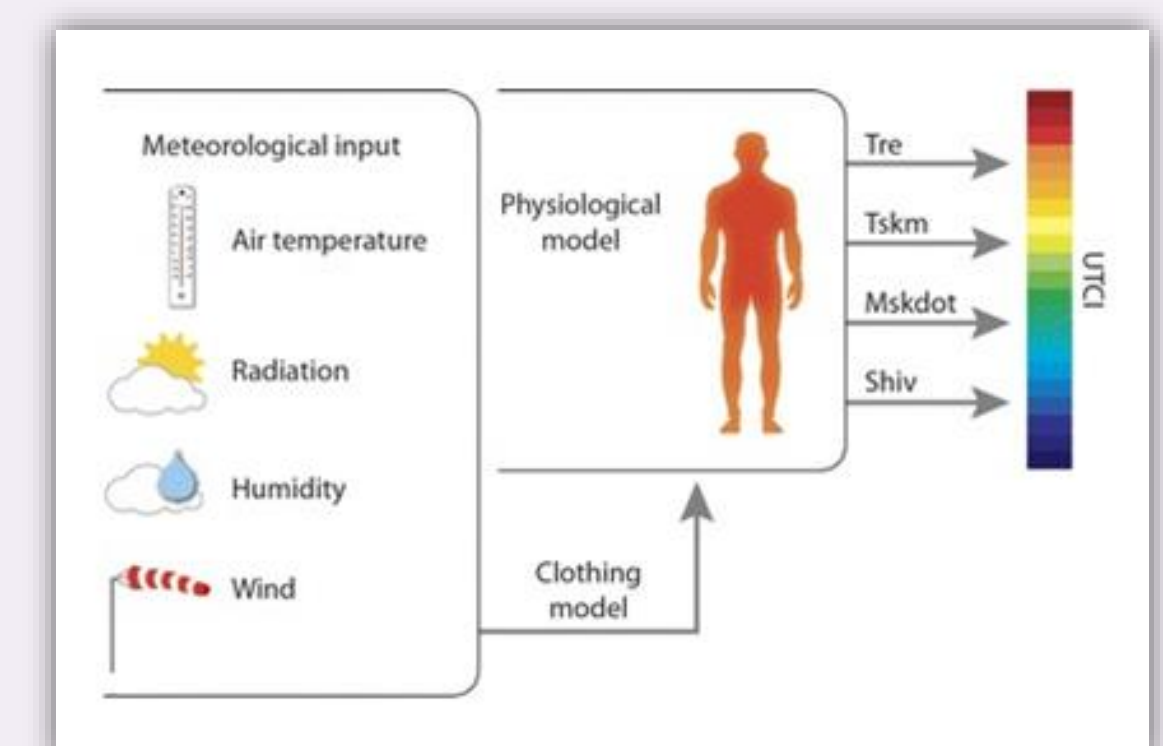 Meteorological input
Air temperature
Radiation
Humidity
Wind
Physiological
model
Clothing
model
Tre
Tskm
Mskdot
Shiv
UTCI